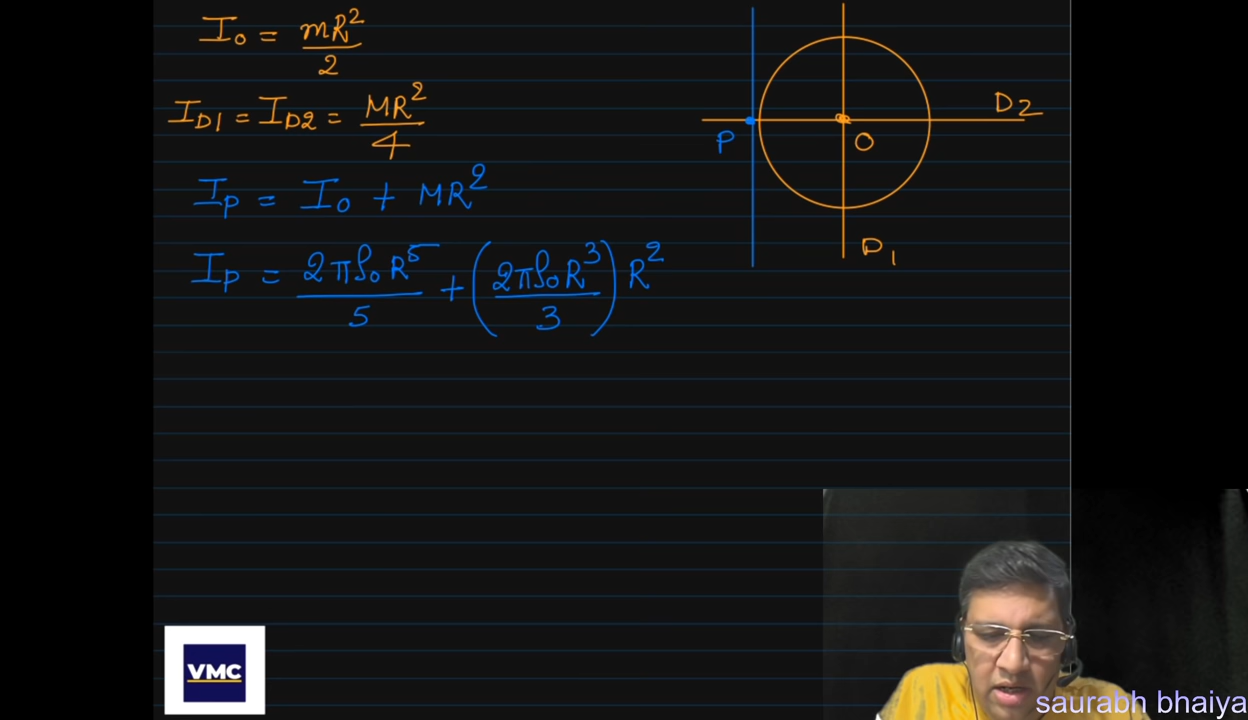 I₀ = mR²/2
I_D1 = I_D2 = MR²/4
I_P = I₀ + MR²
I_P = 2πρ₀R⁵/5 + (2πρ₀R³/3) R²
P
O
D2
D1
VMC
saurabh bhaiya